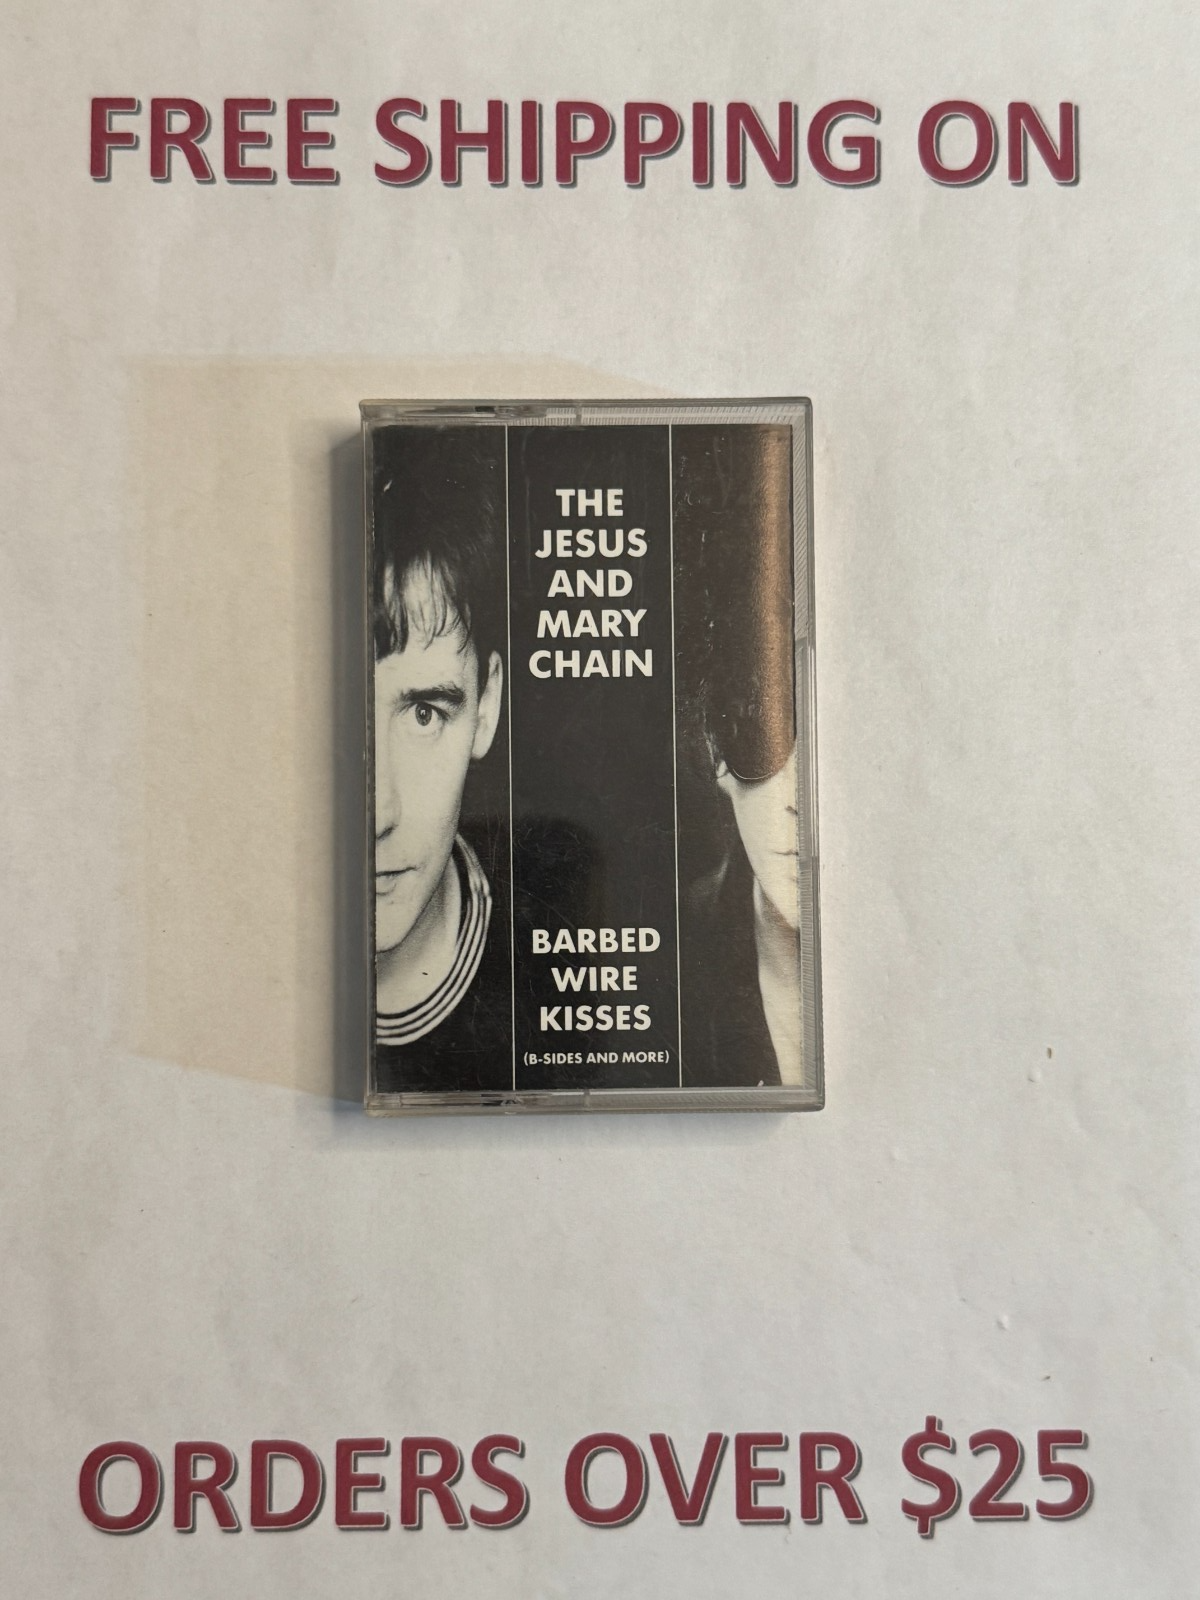 FREE SHIPPING ON
THE
JESUS
AND
MARY
CHAIN
BARBED
WIRE
KISSES
(B-SIDES AND MORE)
ORDERS OVER $25